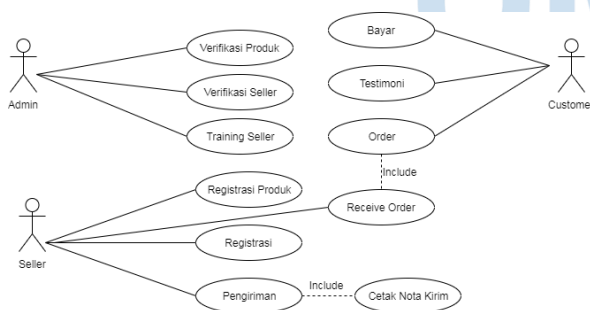 Bayar
Verifikasi Produk
Testimoni
Verifikasi Seller
Admin
Custome
Training Seller
Order
Include
Registrasi Produk
Receive Order
Registrasi
Seller
Include
Pengiriman
Cetak Nota Kirim